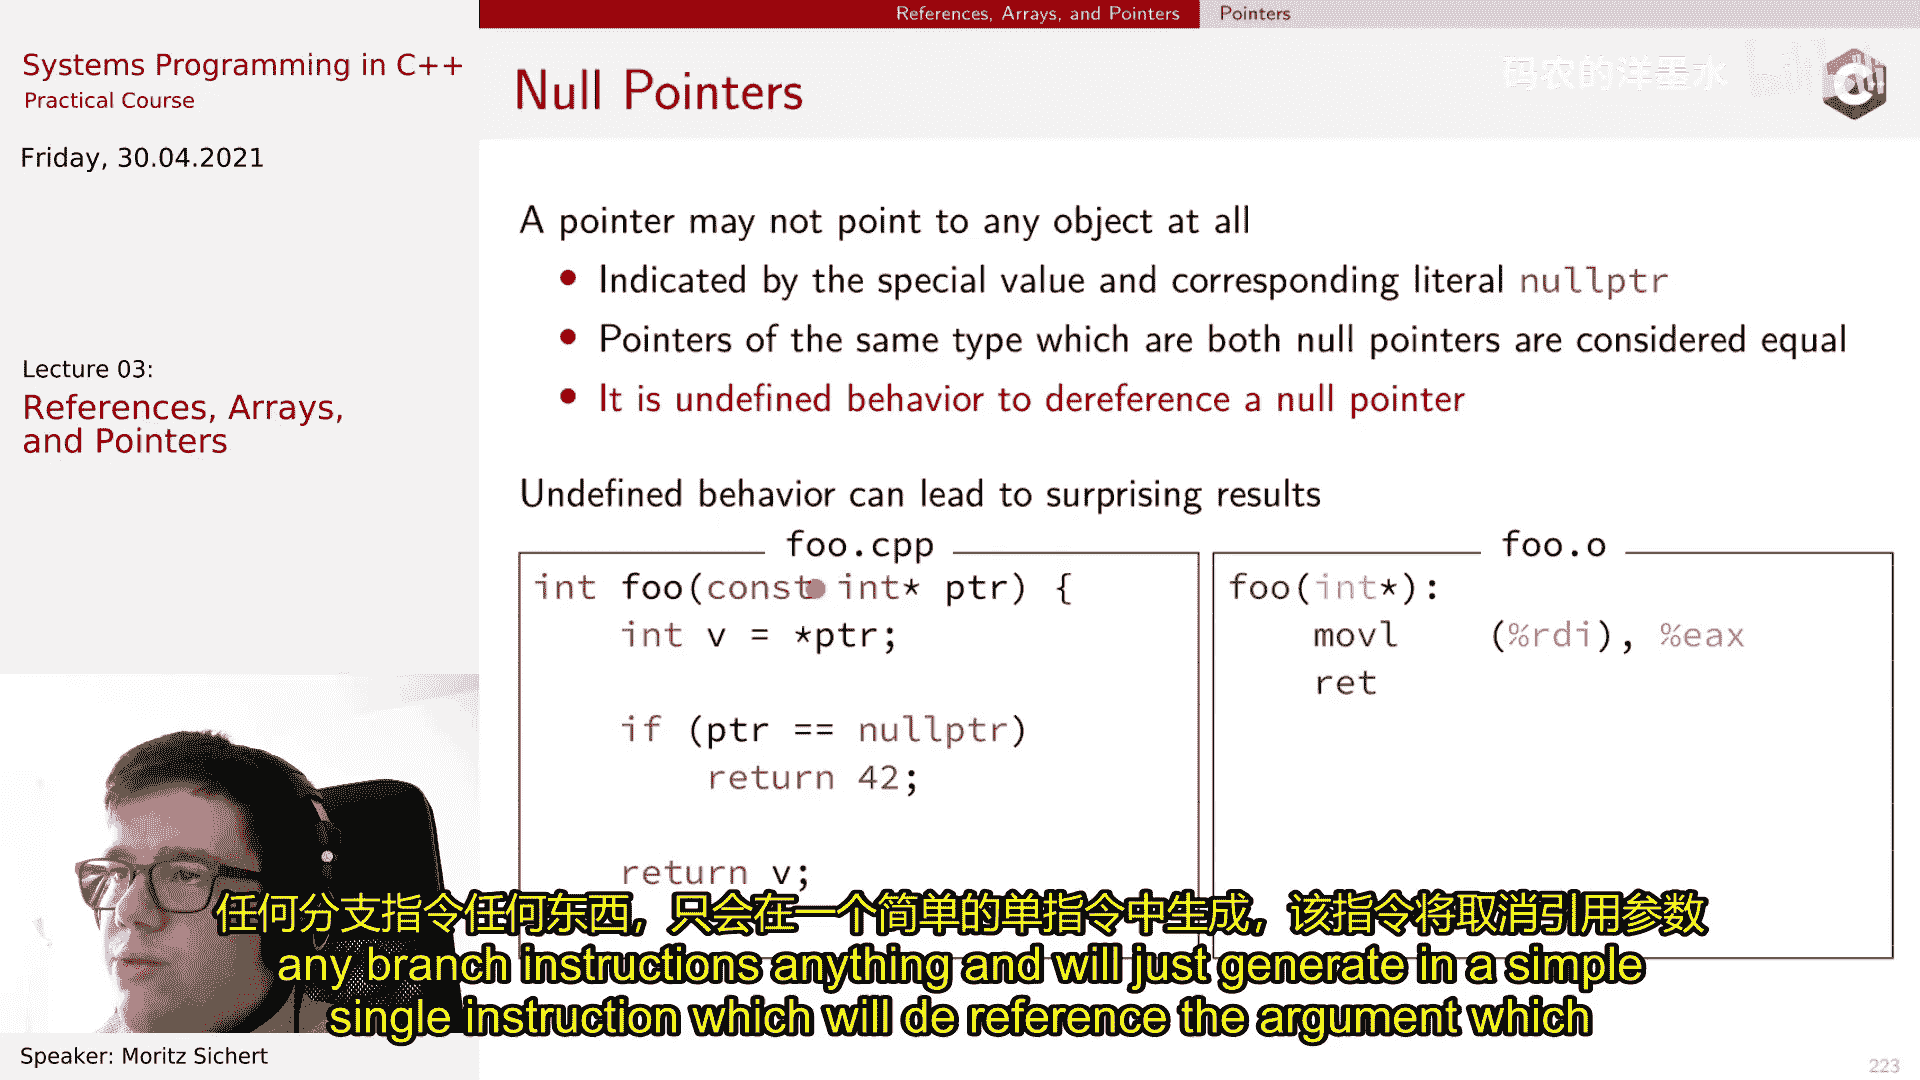 References, Arrays, and Pointers
Pointers
Systems Programming in C++
Practical Course
Friday, 30.04.2021
Lecture 03:
References, Arrays,
and Pointers
Speaker: Moritz Sichert
Null Pointers
码农的洋墨水
A pointer may not point to any object at all
• Indicated by the special value and corresponding literal nullptr
• Pointers of the same type which are both null pointers are considered equal
• It is undefined behavior to dereference a null pointer
Undefined behavior can lead to surprising results
foo.cpp
int foo(const int* ptr) {
int v = *ptr;
if (ptr == nullptr)
return 42;
return v;
foo.o
foo(int*):
movl (%rdi), %eax
ret
任何分支指令任何东西，只会在一个简单的单指令中生成，该指令将取消引用参数
any branch instructions anything and will just generate in a simple
single instruction which will de reference the argument which
223